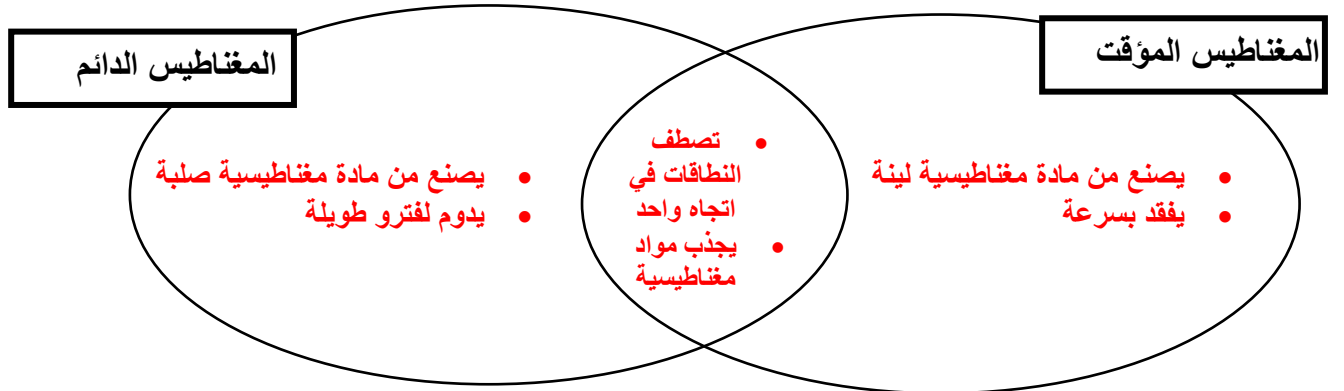 المغناطيس المؤقت
المغناطيس الدائم
• يصنع من مادة مغناطيسية لينة
• يفقد بسرعة
• تصطف
النطاقات في
اتجاه واحد
• يجذب مواد
مغناطيسية
• يصنع من مادة مغناطيسية صلبة
• يدوم لفترو طويلة